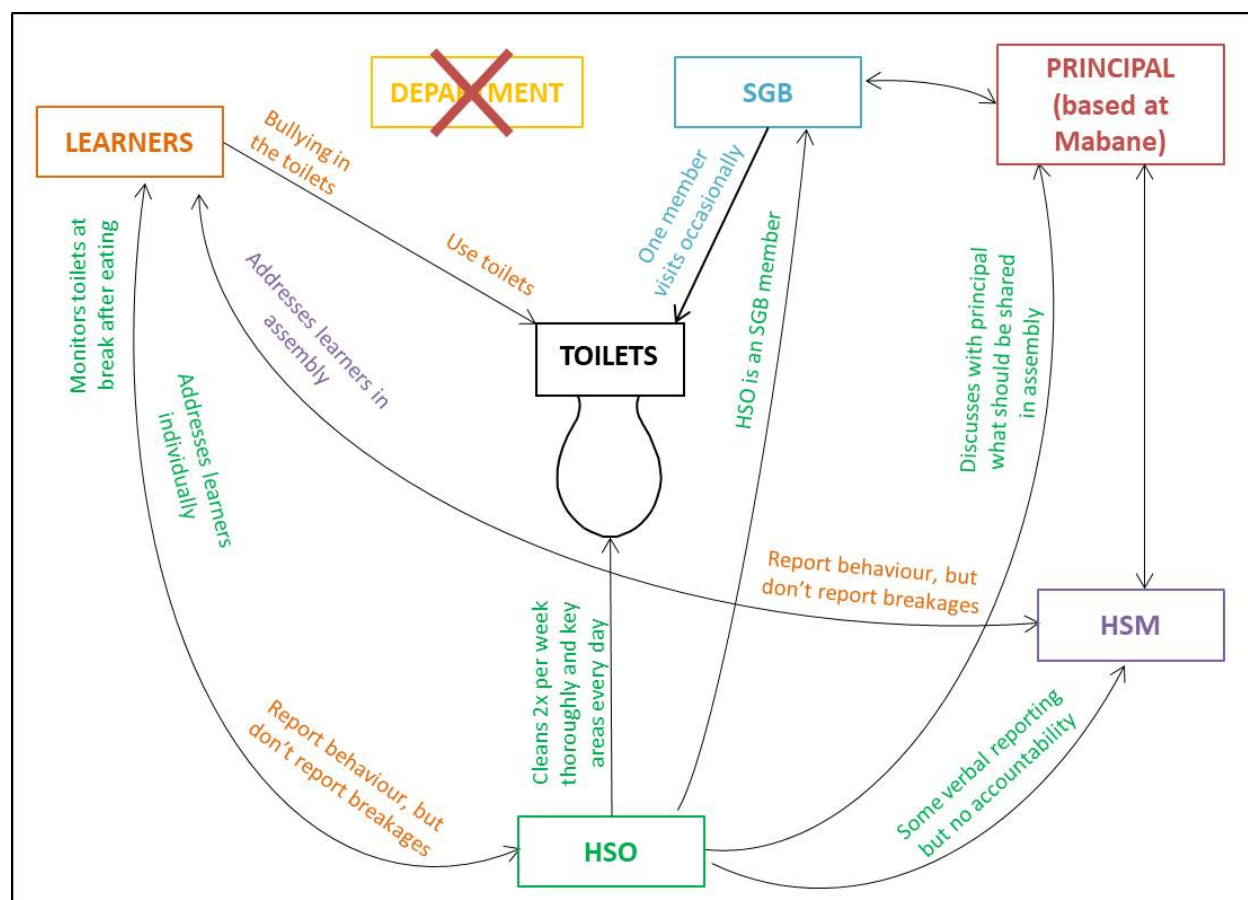 DEPARTMENT
SGB
PRINCIPAL
(based at
Mabane)
LEARNERS
Bullying in
the toilets
Use toilets
One member
visits occasionally
Monitors toilets at
break after eating
Addresses learners in
assembly
Addresses learners
individually
TOILETS
HSO is an SGB member
Discusses with principal
what should be shared
in assembly
Report behaviour, but
don't report breakages
HSM
Cleans 2x per week
thoroughly and key
areas every day
Report behaviour, but
don't report breakages
Some verbal reporting
but no accountability
HSO